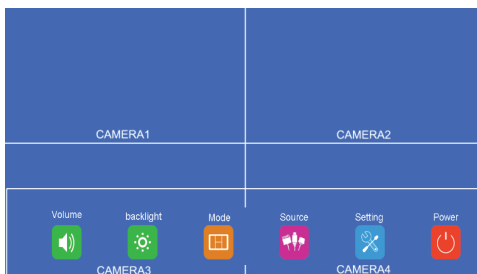 CAMERA1 CAMERA2
Volume backlight Mode Source Setting Power
CAMERA3 CAMERA4